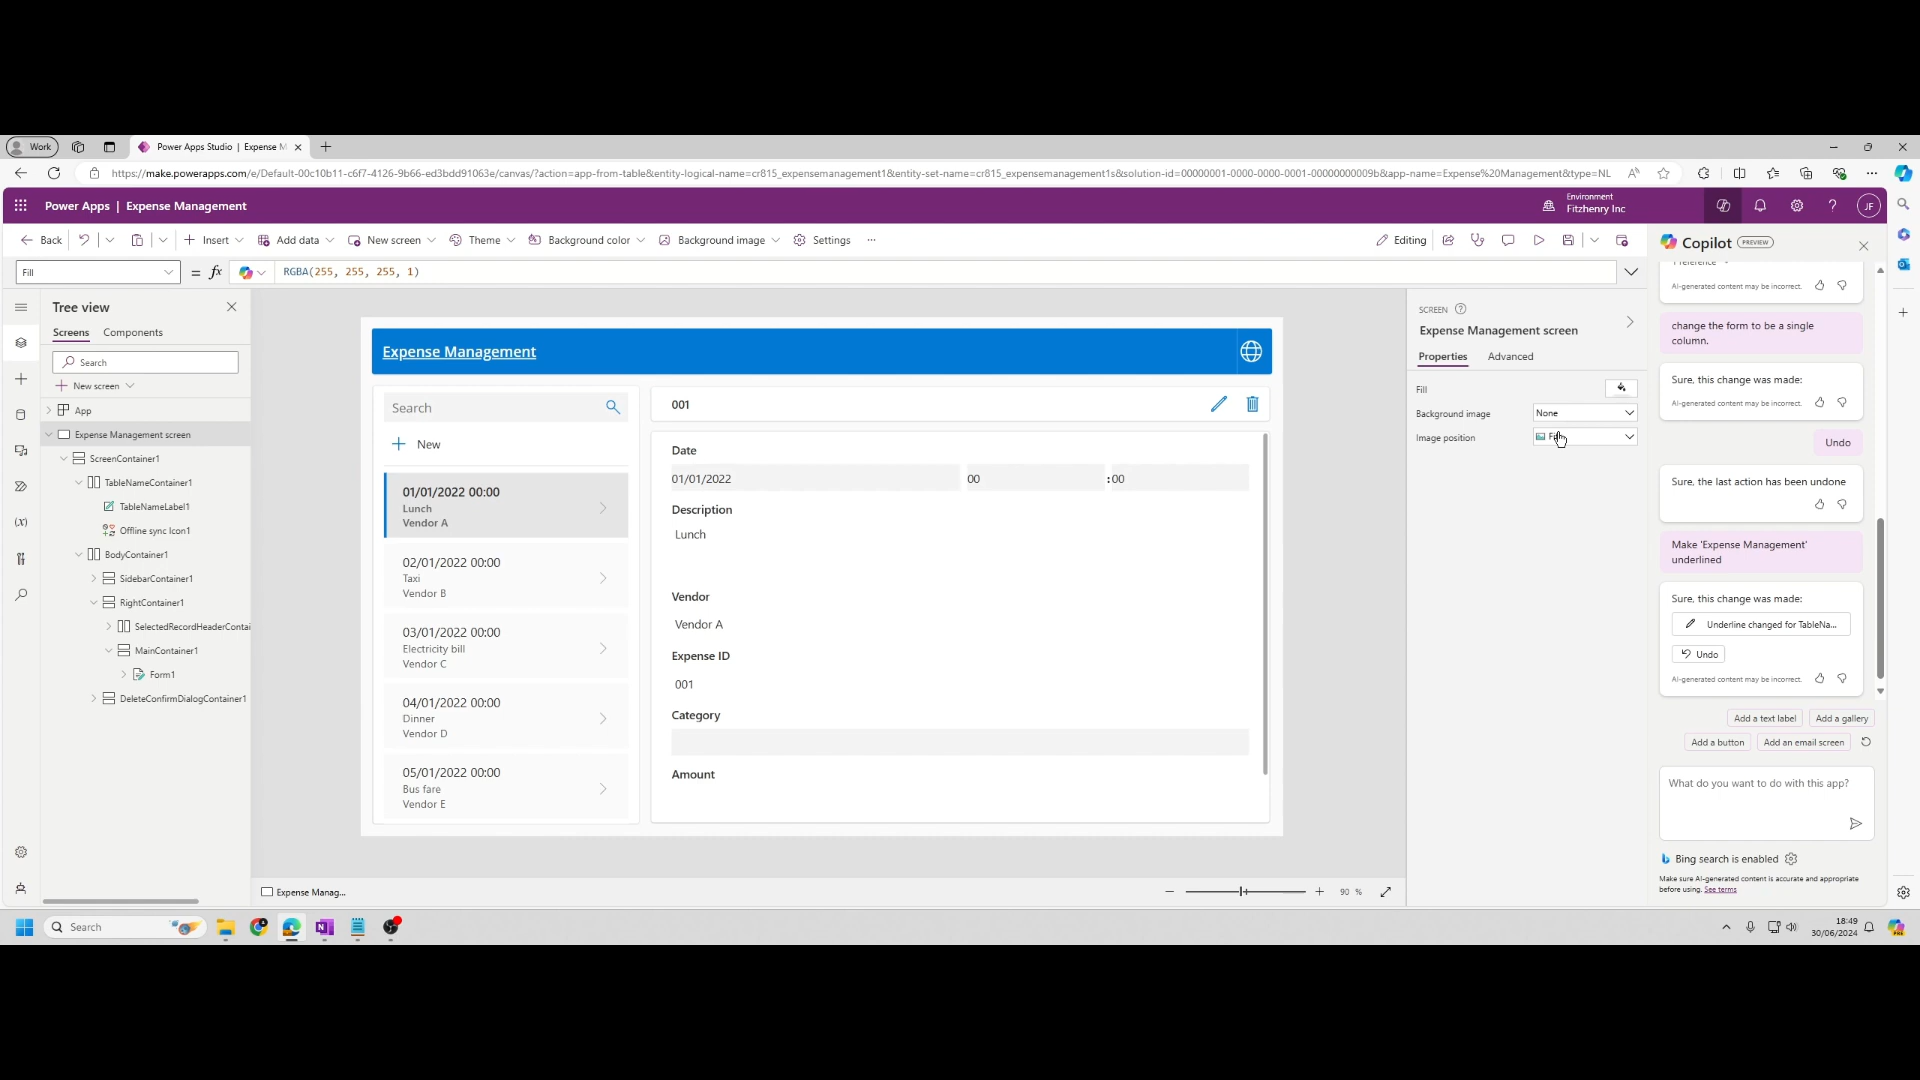 Work
Power Apps Studio | Expense M
https://make.powerapps.com/e/Default-00c10b11-c6f7-4126-9b66-ed3bdd91063e/canvas/?action=app-from-table&entity-logical-name=cr815_expensemanagement1&entity-set-name=cr815_expensemanagement1s&solution-id=00000001-0000-0000-0001-00000000009b&app-name=Expense%20Management&type=NL
Power Apps | Expense Management
Environment
Fitzhenry Inc
JF
Back
Insert
Add data
New screen
Theme
Background color
Background image
Settings
Editing
Copilot
PREVIEW
Fill
= fx
RGBA(255, 255, 255, 1)
Tree view
Screens
Components
Search
New screen
App
Expense Management screen
ScreenContainer1
TableNameContainer1
TableNameLabel1
Offline sync Icon1
BodyContainer1
SidebarContainer1
RightContainer1
SelectedRecordHeaderContai
MainContainer1
Form1
DeleteConfirmDialogContainer1
Expense Management
Search
New
01/01/2022 00:00
Lunch
Vendor A
02/01/2022 00:00
Taxi
Vendor B
03/01/2022 00:00
Electricity bill
Vendor C
04/01/2022 00:00
Dinner
Vendor D
05/01/2022 00:00
Bus fare
Vendor E
001
Date
01/01/2022
00
:00
Description
Lunch
Vendor
Vendor A
Expense ID
001
Category
Amount
Expense Manag...
90 %
SCREEN
Expense Management screen
Properties
Advanced
Fill
Background image
None
Image position
AI-generated content may be incorrect.
change the form to be a single
column.
Sure, this change was made:
AI-generated content may be incorrect.
Undo
Sure, the last action has been undone
Make 'Expense Management'
underlined
Sure, this change was made:
Underline changed for TableNa...
Undo
AI-generated content may be incorrect.
Add a text label
Add a gallery
Add a button
Add an email screen
What do you want to do with this app?
Bing search is enabled
Make sure AI-generated content is accurate and appropriate
before using. See terms
Search
18:49
30/06/2024